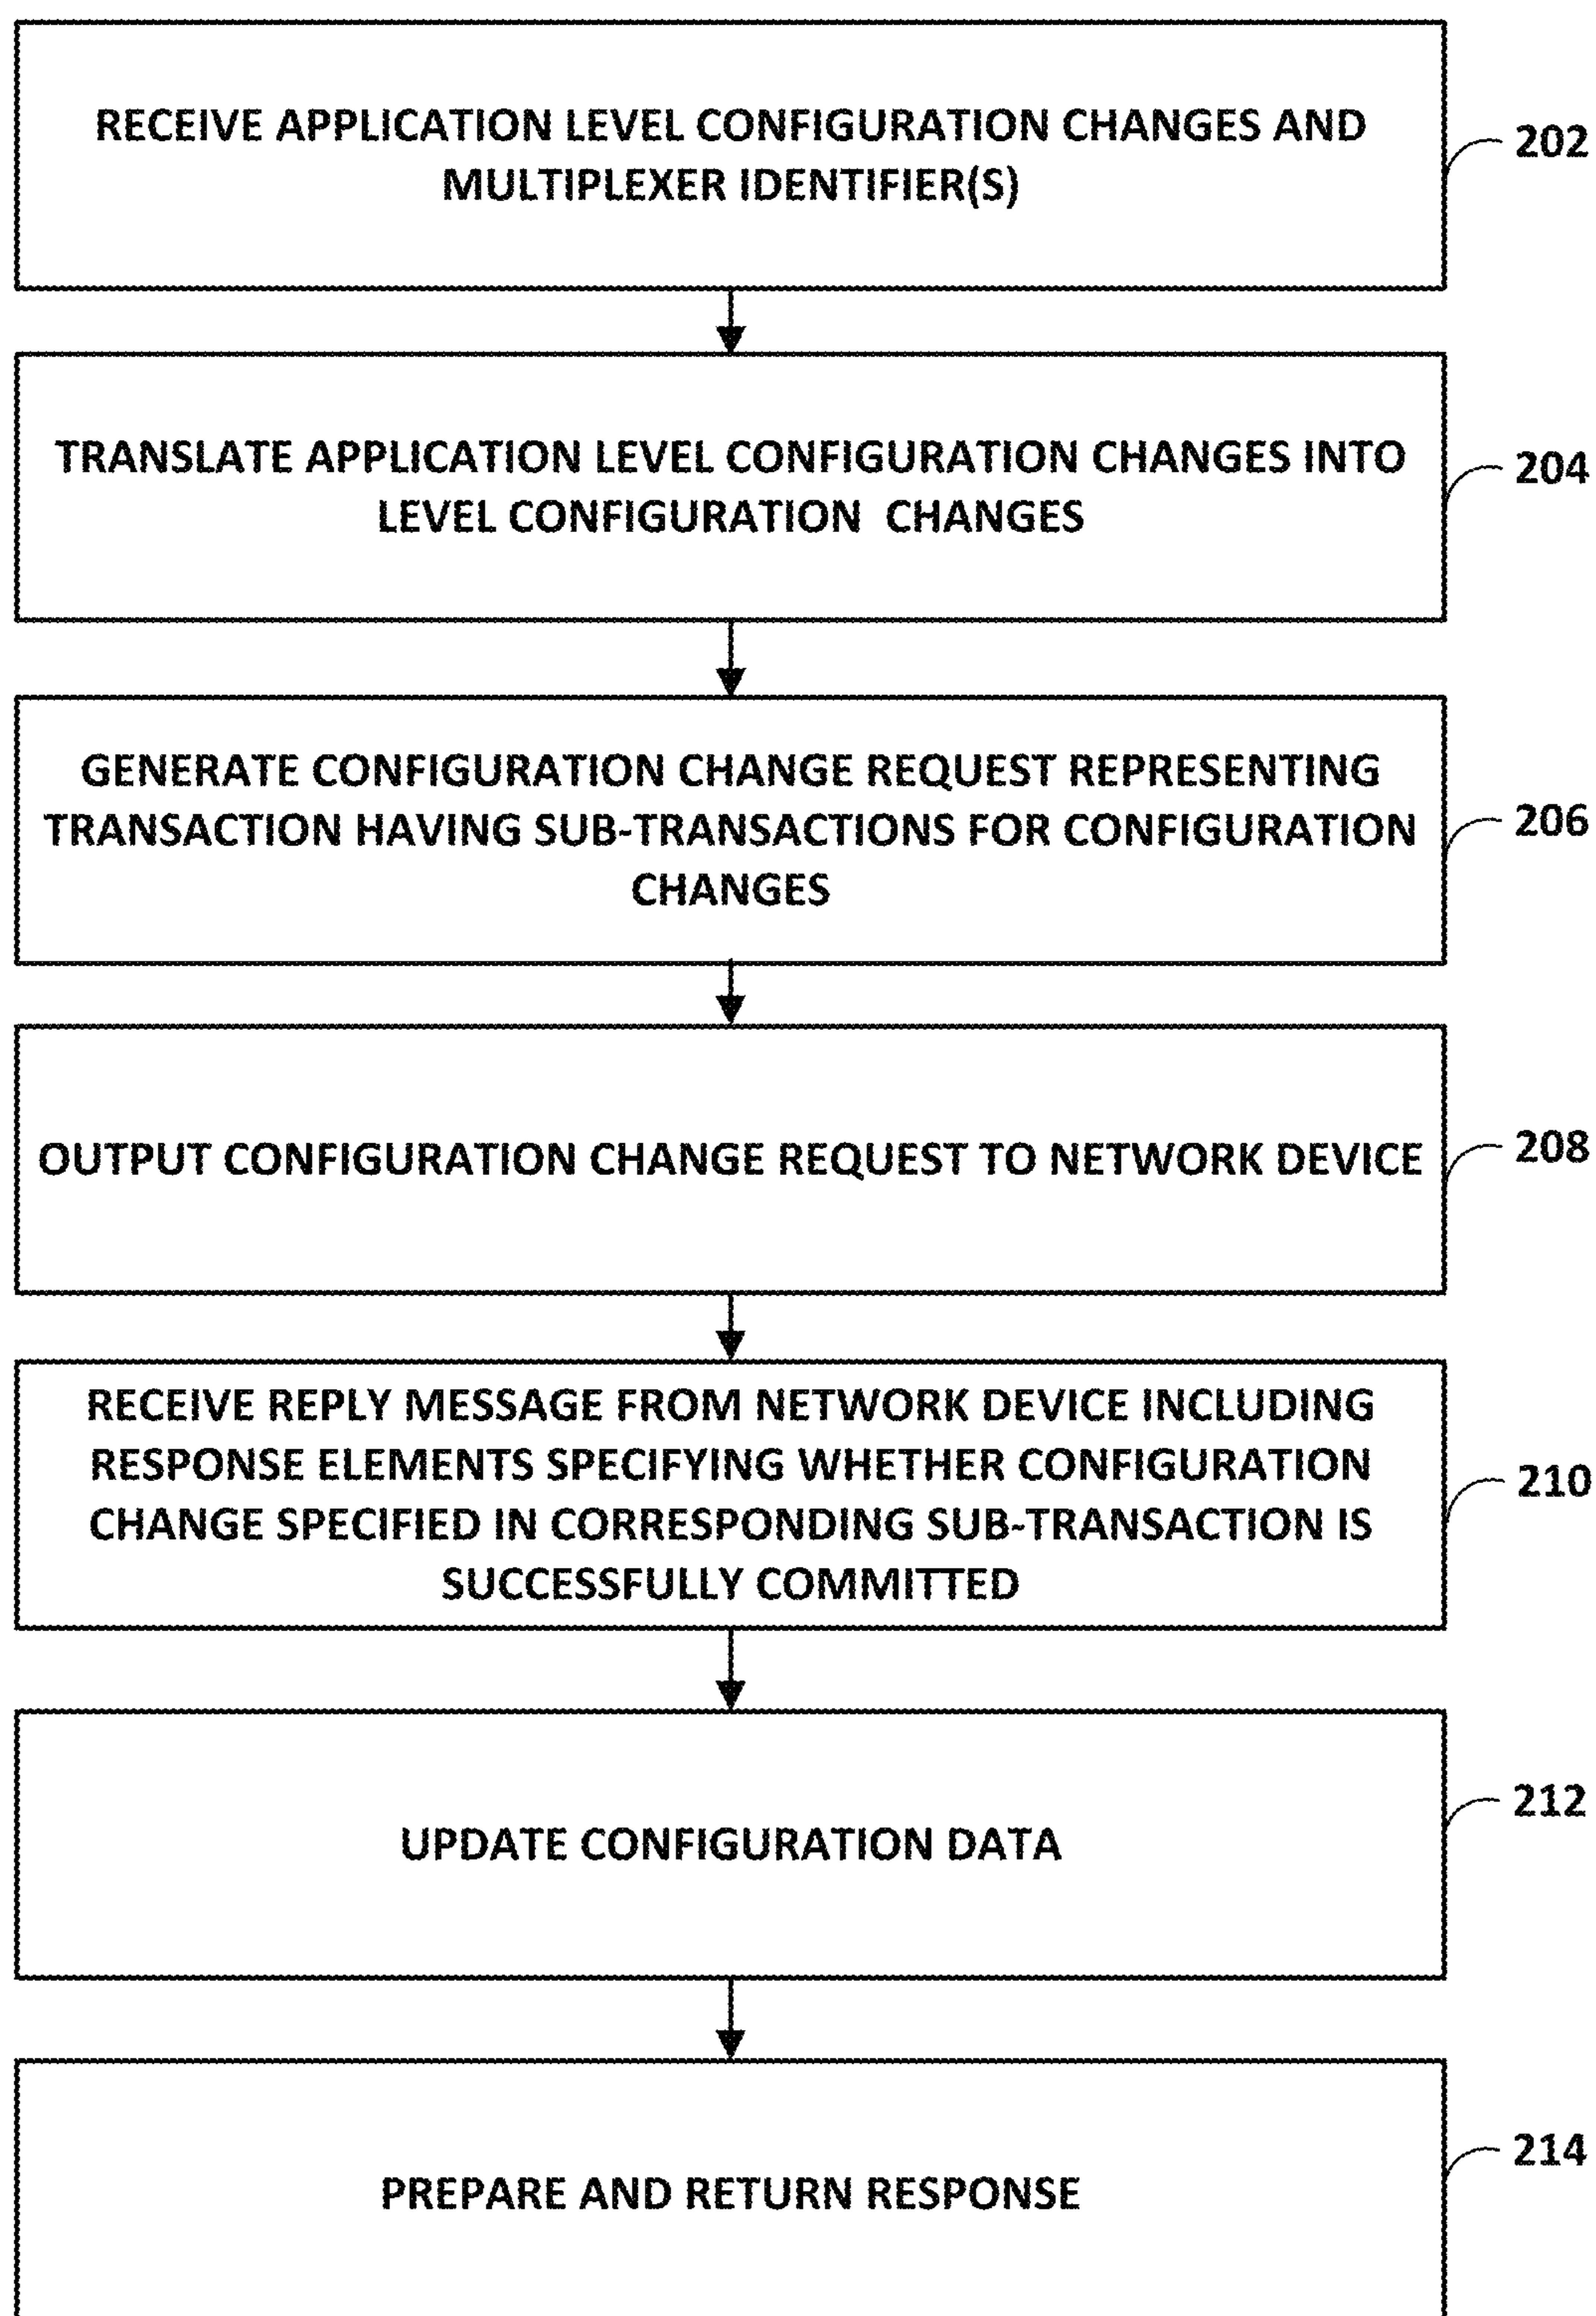 RECEIVE APPLICATION LEVEL CONFIGURATION CHANGES AND
MULTIPLEXER IDENTIFIER(S)
202
TRANSLATE APPLICATION LEVEL CONFIGURATION CHANGES INTO
LEVEL CONFIGURATION CHANGES
204
GENERATE CONFIGURATION CHANGE REQUEST REPRESENTING
TRANSACTION HAVING SUB-TRANSACTIONS FOR CONFIGURATION
CHANGES
206
OUTPUT CONFIGURATION CHANGE REQUEST TO NETWORK DEVICE
208
RECEIVE REPLY MESSAGE FROM NETWORK DEVICE INCLUDING
RESPONSE ELEMENTS SPECIFYING WHETHER CONFIGURATION
CHANGE SPECIFIED IN CORRESPONDING SUB-TRANSACTION IS
SUCCESSFULLY COMMITTED
210
UPDATE CONFIGURATION DATA
212
PREPARE AND RETURN RESPONSE
214